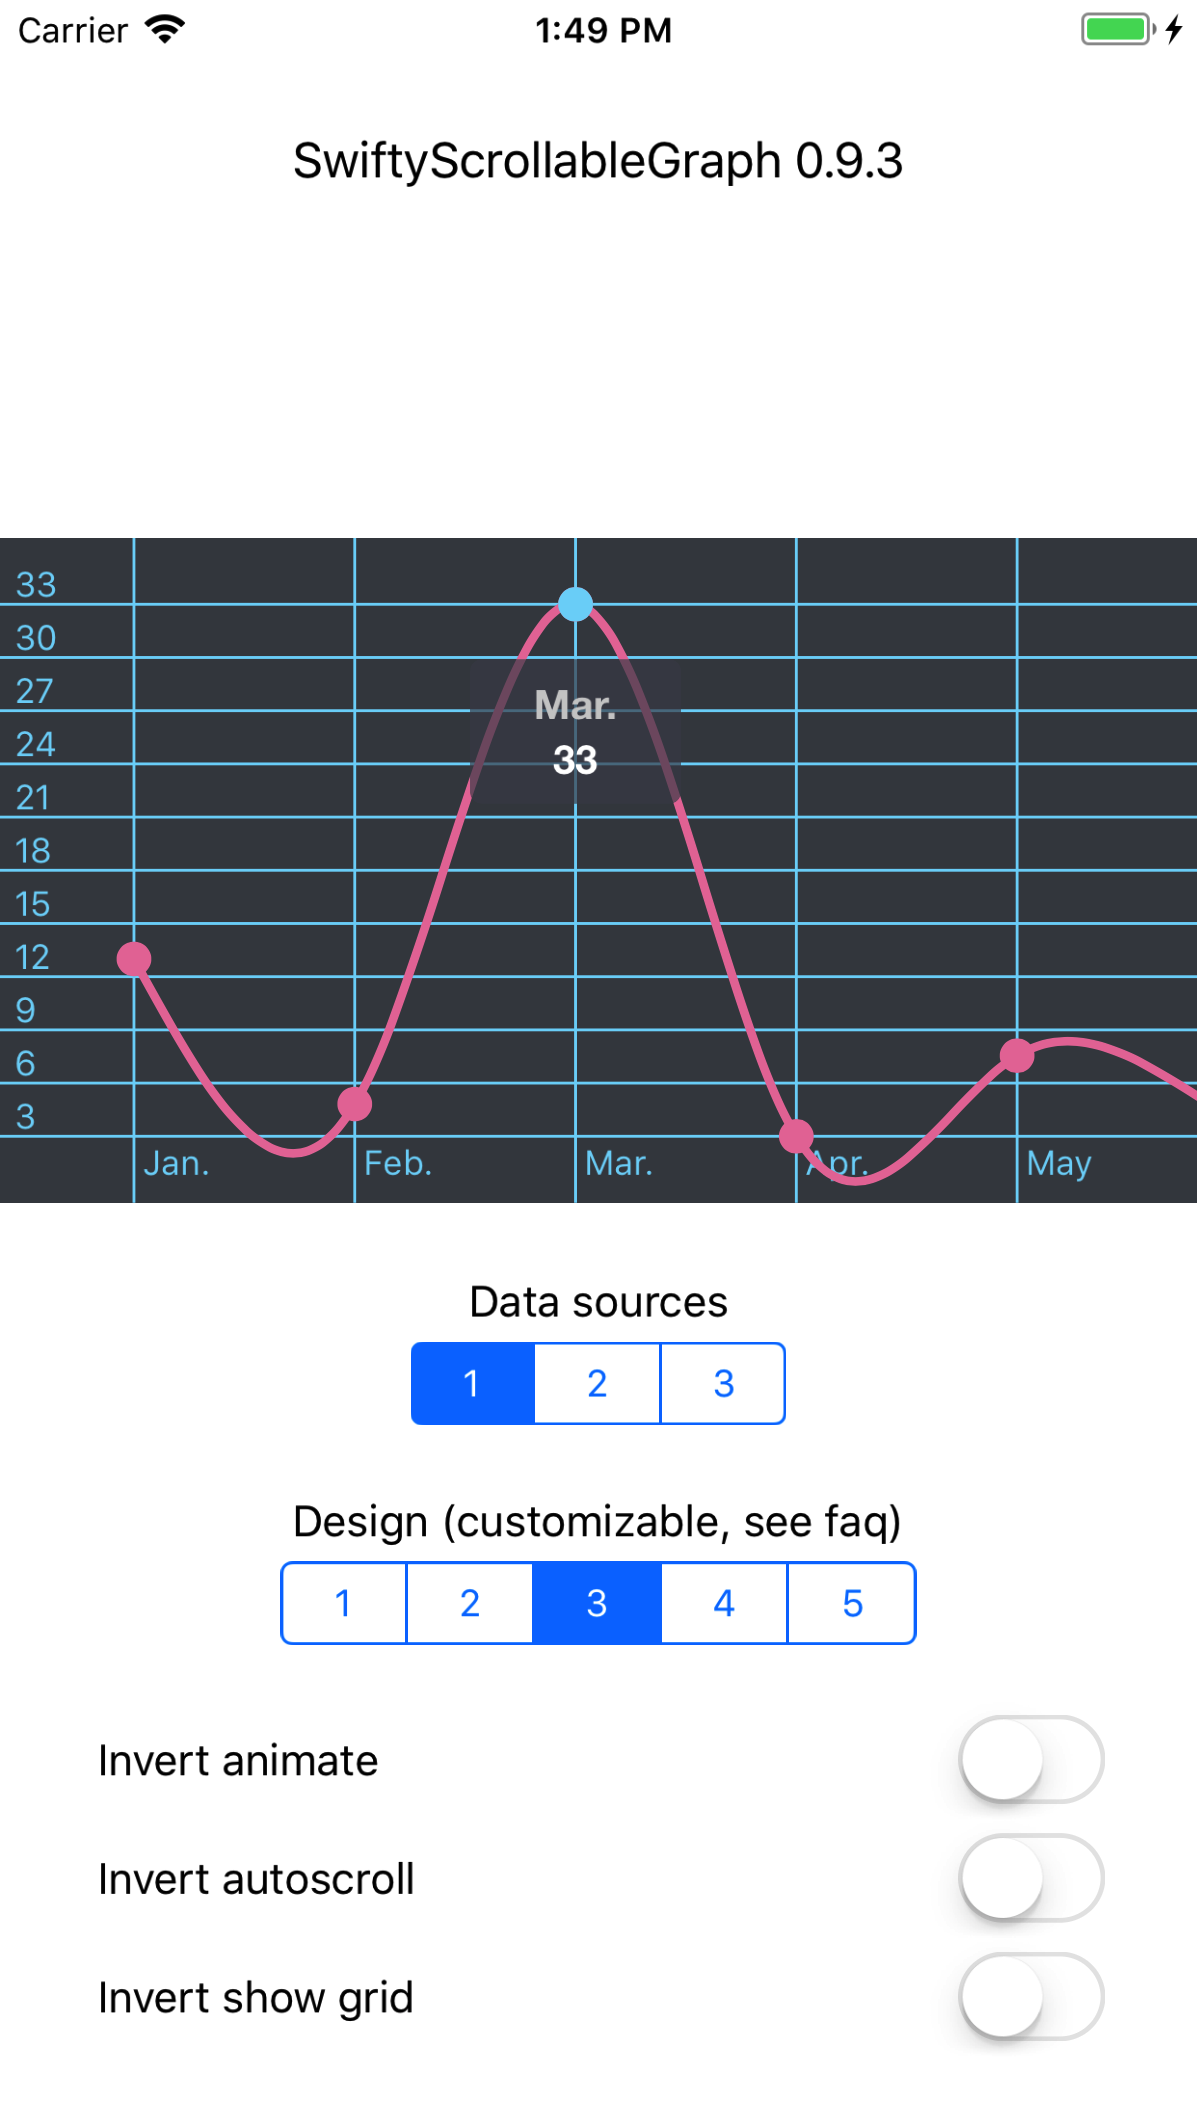 Carrier 1:49 PM
SwiftyScrollableGraph 0.9.3
33
30
27
24
21
18
15
12
9
6
3
Mar.
33
Jan. Feb. Mar. Apr. May
Data sources
1 2 3
Design (customizable, see faq)
1 2 3 4 5
Invert animate
Invert autoscroll
Invert show grid